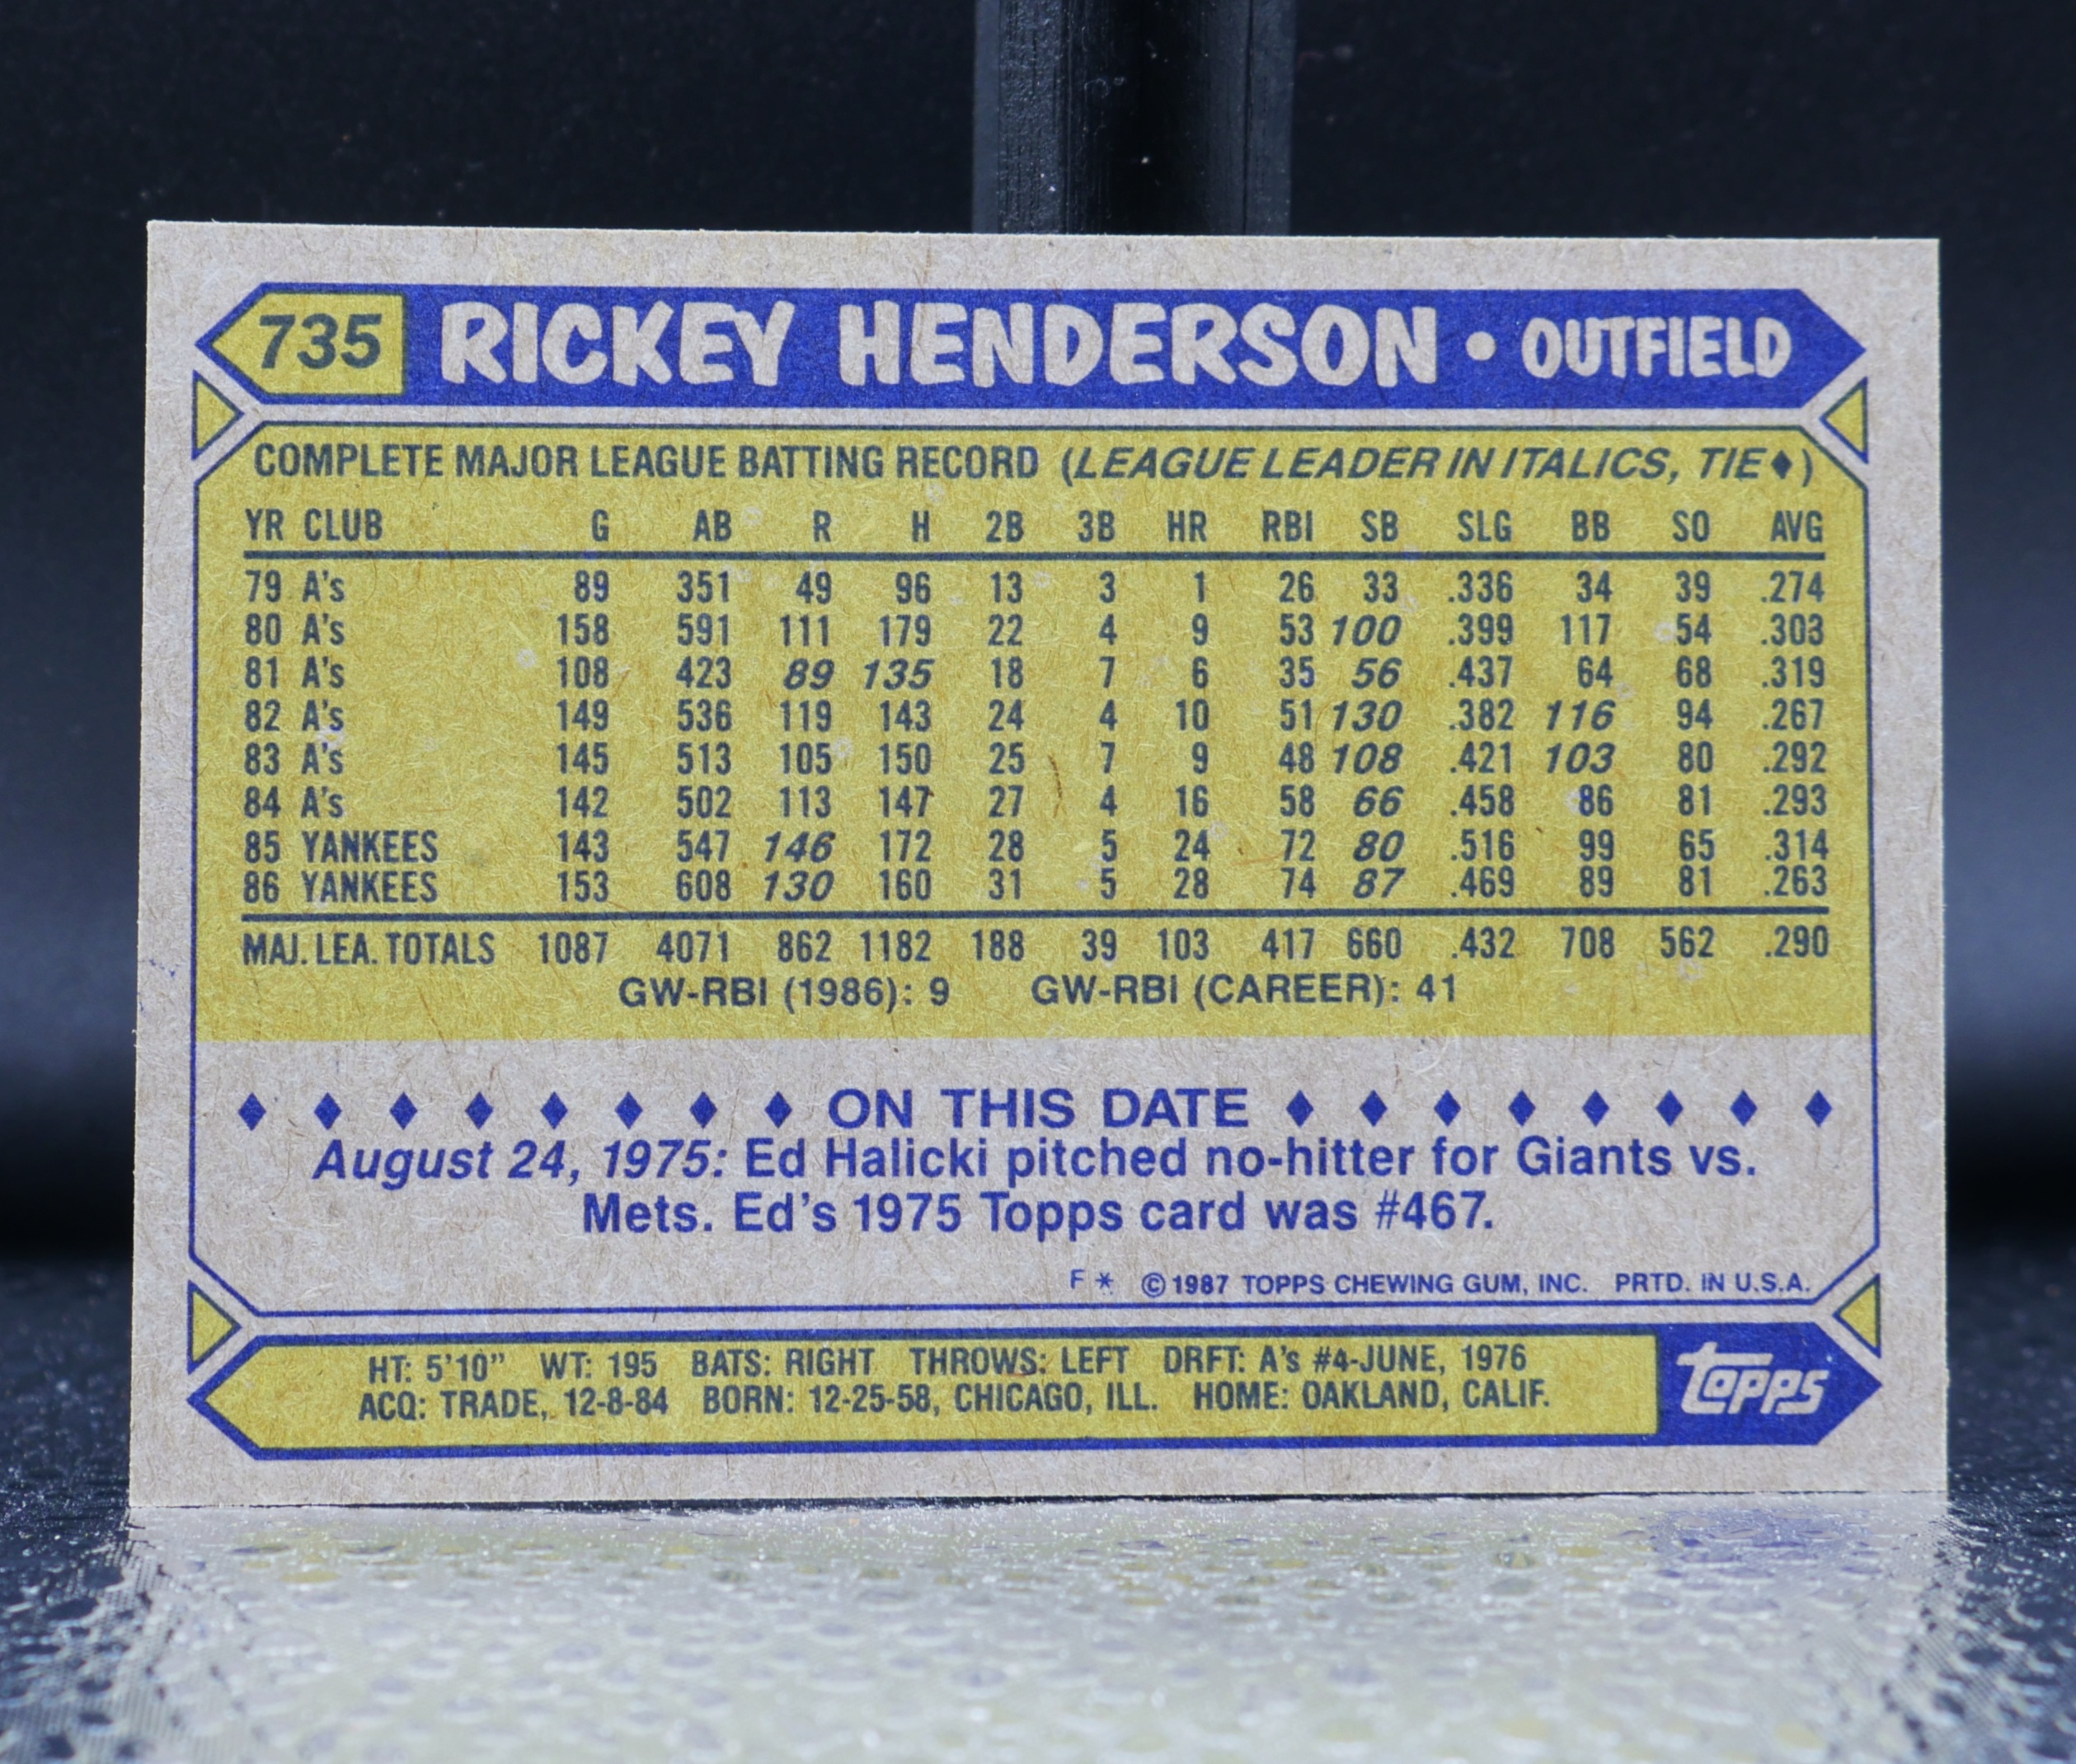 735 RICKEY HENDERSON • OUTFIELD
COMPLETE MAJOR LEAGUE BATTING RECORD (LEAGUE LEADER IN ITALICS, TIE♦)
YR CLUB G AB R H 2B 3B HR RBI SB SLG BB SO AVG
79 A's 89 351 49 96 13 3 1 26 33 .336 34 39 .274
80 A's 158 591 111 179 22 4 9 53 100 .399 117 54 .303
81 A's 108 423 89 135 18 7 6 35 56 .437 64 68 .319
82 A's 149 536 119 143 24 4 10 51 130 .382 116 94 .267
83 A's 145 513 105 150 25 7 9 48 108 .421 103 80 .292
84 A's 142 502 113 147 27 4 16 58 66 .458 86 81 .293
85 YANKEES 143 547 146 172 28 5 24 72 80 .516 99 65 .314
86 YANKEES 153 608 130 160 31 5 28 74 87 .469 89 81 .263
MAJ. LEA. TOTALS 1087 4071 862 1182 188 39 103 417 660 .432 708 562 .290
GW-RBI (1986): 9 GW-RBI (CAREER): 41
♦ ♦ ♦ ♦ ♦ ♦ ♦ ♦ ON THIS DATE ♦ ♦ ♦ ♦ ♦ ♦ ♦ ♦
August 24, 1975: Ed Halicki pitched no-hitter for Giants vs.
Mets. Ed's 1975 Topps card was #467.
F * © 1987 TOPPS CHEWING GUM, INC. PRTD. IN U.S.A.
HT: 5'10" WT: 195 BATS: RIGHT THROWS: LEFT DRFT: A's #4-JUNE, 1976
ACQ: TRADE, 12-8-84 BORN: 12-25-58, CHICAGO, ILL. HOME: OAKLAND, CALIF.
topps